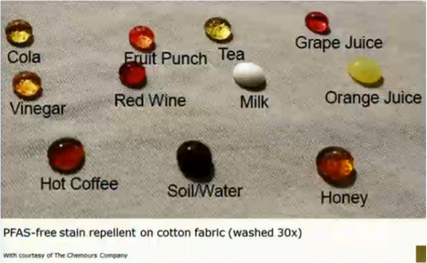 Cola
Fruit Punch
Tea
Grape Juice
Vinegar
Red Wine
Milk
Orange Juice
Hot Coffee
Soil/Water
Honey
PFAS-free stain repellent on cotton fabric (washed 30x)
With courtesy of The Chemours Company